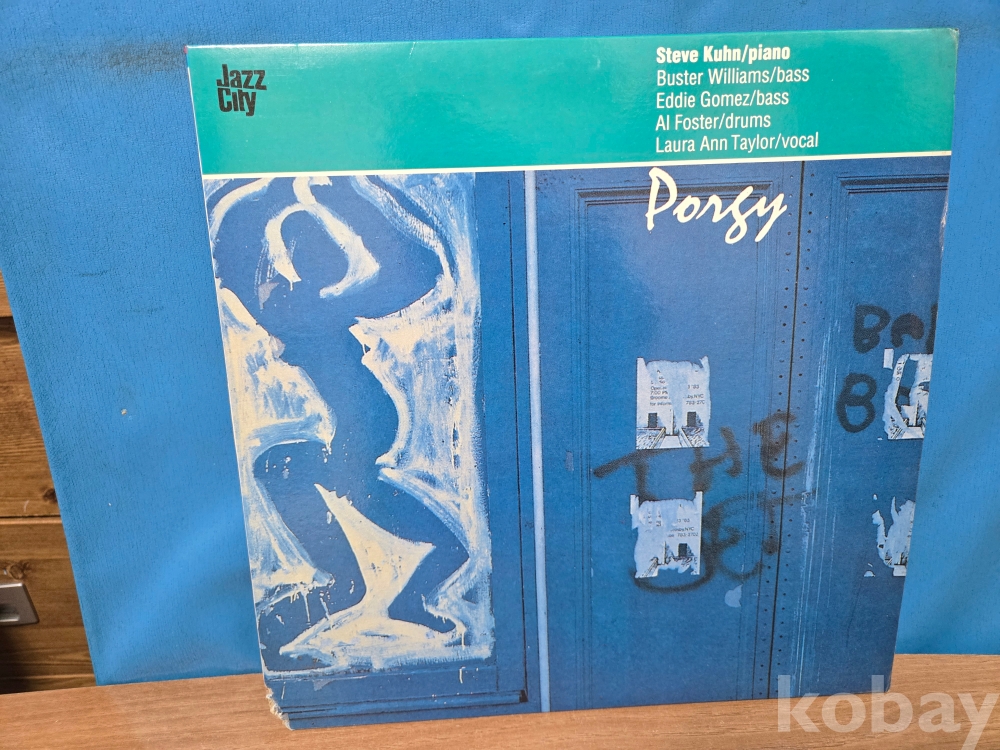 Jazz
City
Steve Kuhn/piano
Buster Williams/bass
Eddie Gomez/bass
Al Foster/drums
Laura Ann Taylor/vocal
Porgy
THE
kobay